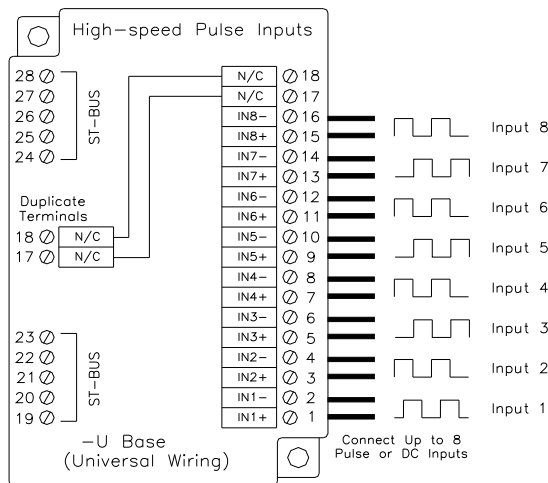 High-speed Pulse Inputs
28
27
26
25
24
ST-BUS
Duplicate
Terminals
18 N/C
17 N/C
23
22
21
20
19
ST-BUS
N/C 18
N/C 17
IN8- 16
IN8+ 15
IN7- 14
IN7+ 13
IN6- 12
IN6+ 11
IN5- 10
IN5+ 9
IN4- 8
IN4+ 7
IN3- 6
IN3+ 5
IN2- 4
IN2+ 3
IN1- 2
IN1+ 1
Input 8
Input 7
Input 6
Input 5
Input 4
Input 3
Input 2
Input 1
Connect Up to 8
Pulse or DC Inputs
-U Base
(Universal Wiring)